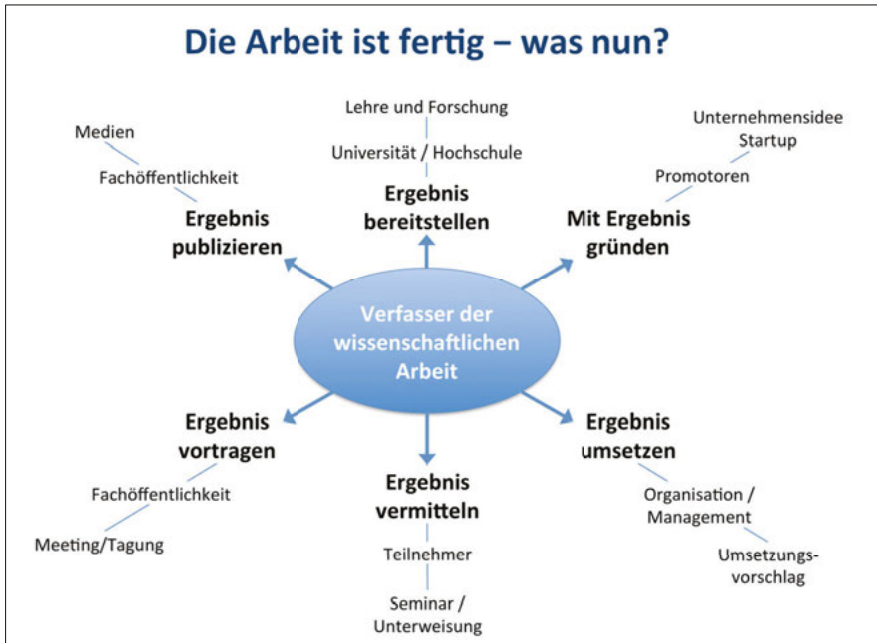 Die Arbeit ist fertig – was nun?
Medien
Fachöffentlichkeit
Ergebnis
publizieren
Lehre und Forschung
Universität / Hochschule
Ergebnis
bereitstellen
Unternehmensidee
Startup
Promotoren
Mit Ergebnis
gründen
Verfasser der
wissenschaftlichen
Arbeit
Ergebnis
vortragen
Fachöffentlichkeit
Meeting/Tagung
Ergebnis
vermitteln
Teilnehmer
Seminar /
Unterweisung
Ergebnis
umsetzen
Organisation /
Management
Umsetzungs-
vorschlag